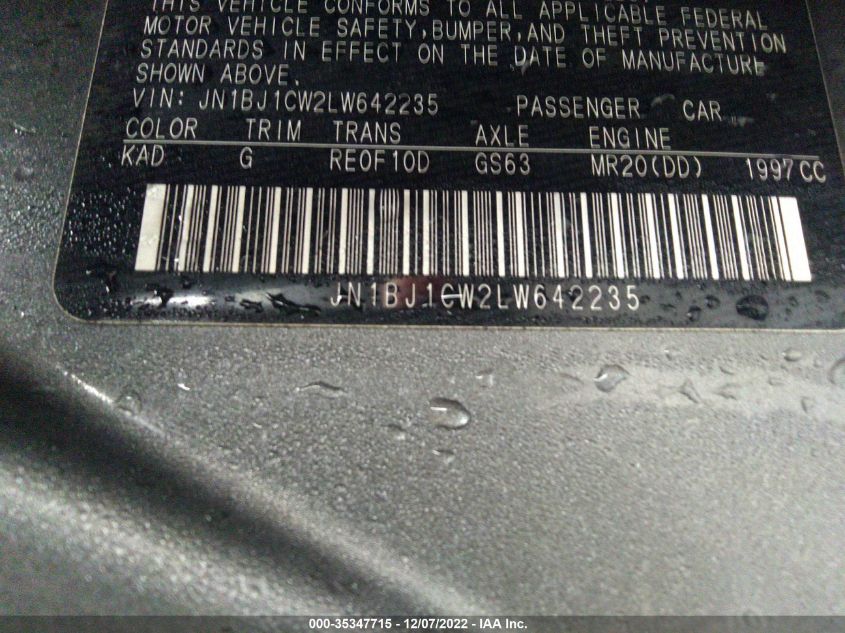 THIS VEHICLE CONFORMS TO ALL APPLICABLE FEDERAL
MOTOR VEHICLE SAFETY, BUMPER, AND THEFT PREVENTION
STANDARDS IN EFFECT ON THE DATE OF MANUFACTURE
SHOWN ABOVE.
VIN: JN1BJ1CW2LW642235 PASSENGER CAR
COLOR TRIM TRANS AXLE ENGINE
KAD G RE0F10D GS63 MR20(DD) 1997CC
JN1BJ1CW2LW642235
000-35347715 - 12/07/2022 - IAA Inc.